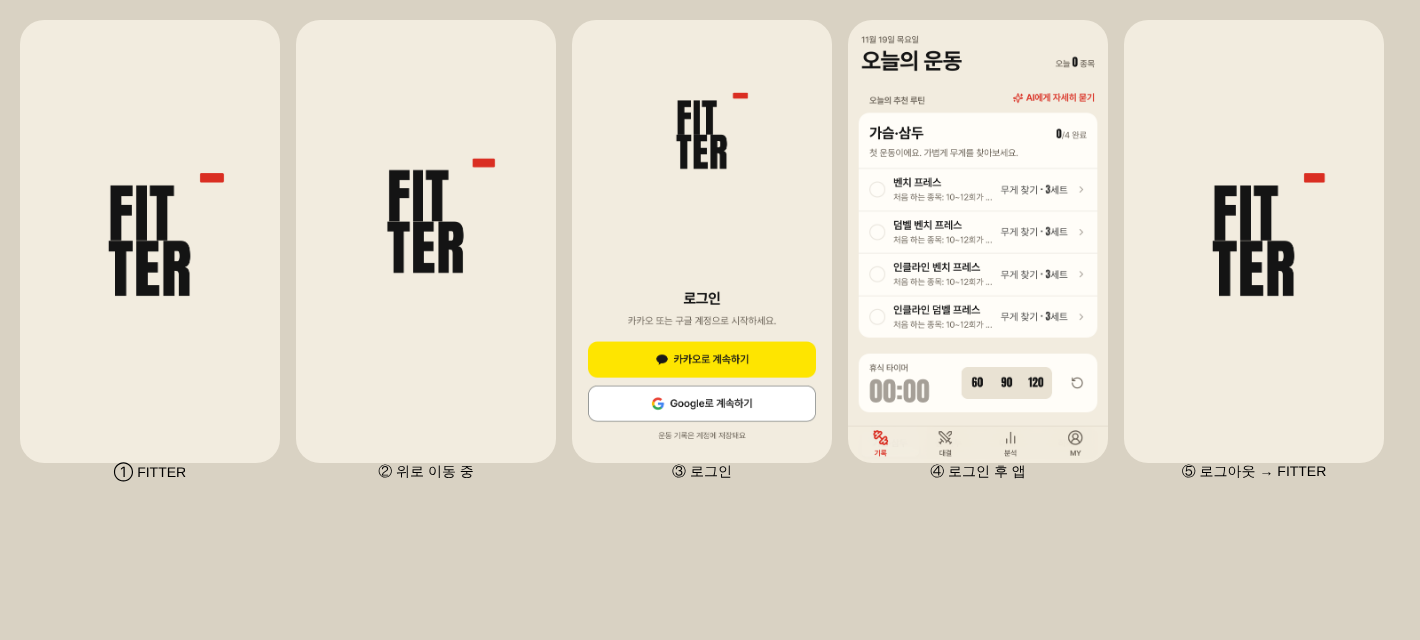 FIT
TER
① FITTER
FIT
TER
② 위로 이동 중
FIT
TER
로그인
카카오 또는 구글 계정으로 시작하세요.
카카오로 계속하기
Google로 계속하기
운동 기록은 계정에 저장돼요
③ 로그인
11월 19일 목요일
오늘의 운동
오늘 0 종목
오늘의 추천 루틴
AI에게 자세히 묻기
가슴·삼두
0/4 완료
첫 운동이에요. 가볍게 무게를 찾아보세요.
벤치 프레스
처음 하는 종목: 10~12회가 ...
무게 찾기 · 3세트
덤벨 벤치 프레스
처음 하는 종목: 10~12회가 ...
무게 찾기 · 3세트
인클라인 벤치 프레스
처음 하는 종목: 10~12회가 ...
무게 찾기 · 3세트
인클라인 덤벨 프레스
처음 하는 종목: 10~12회가 ...
무게 찾기 · 3세트
휴식 타이머
00:00
60 90 120
기록 대결 분석 MY
④ 로그인 후 앱
FIT
TER
⑤ 로그아웃 → FITTER